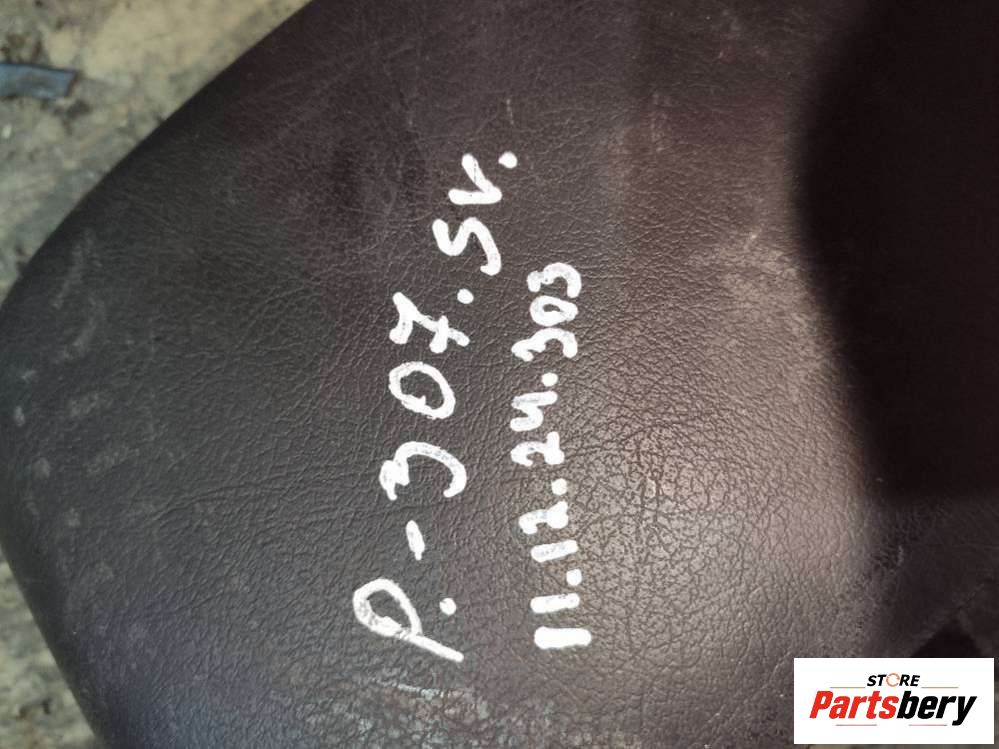 P.-307.SV.
11.12.24.303
STORE
Partsbery